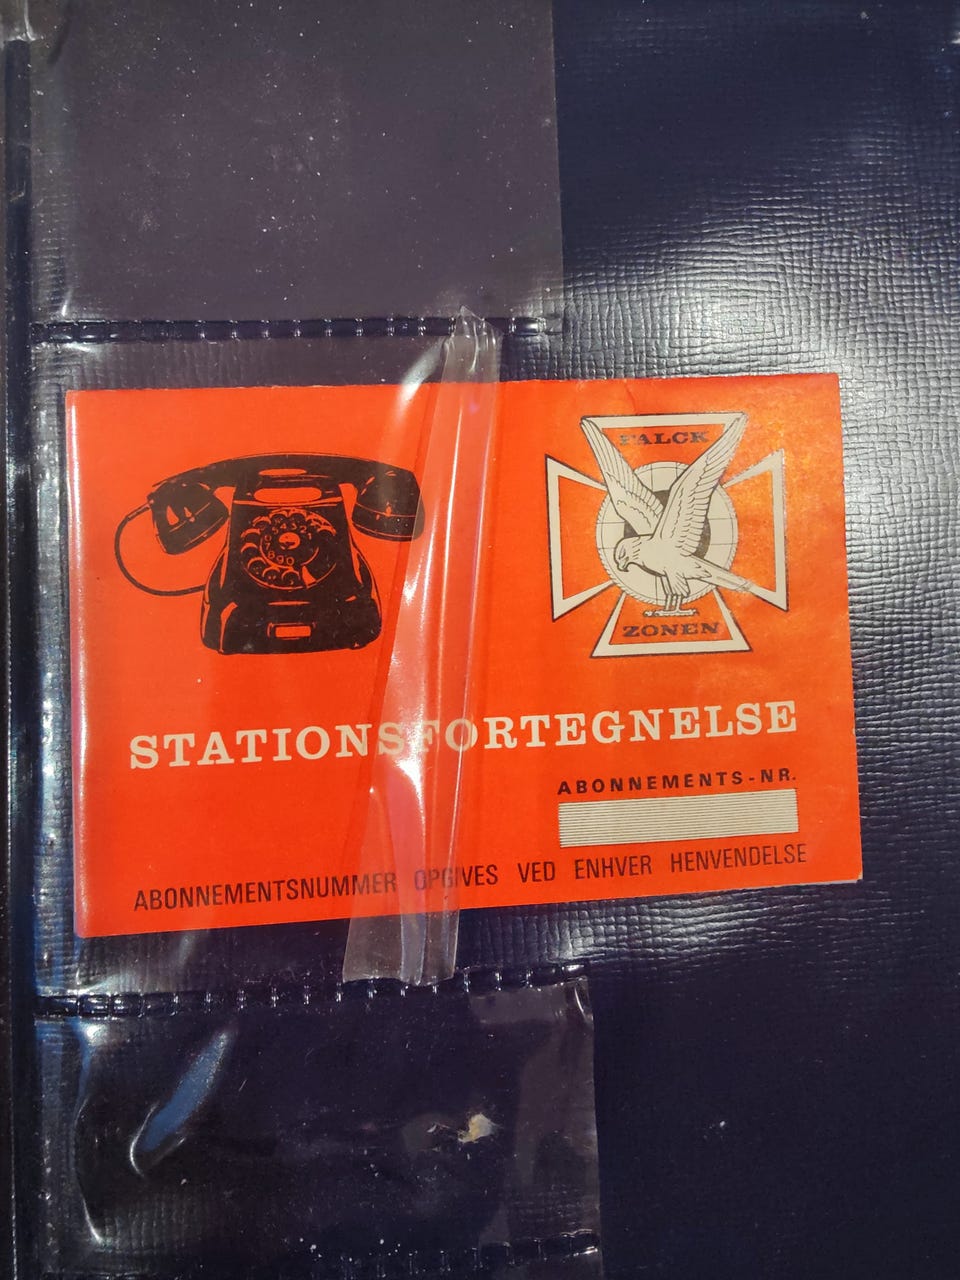 FALCK
ZONEN
STATIONSFORTEGNELSE
ABONNEMENTS-NR.
ABONNEMENTSNUMMER OPGIVES VED ENHVER HENVENDELSE